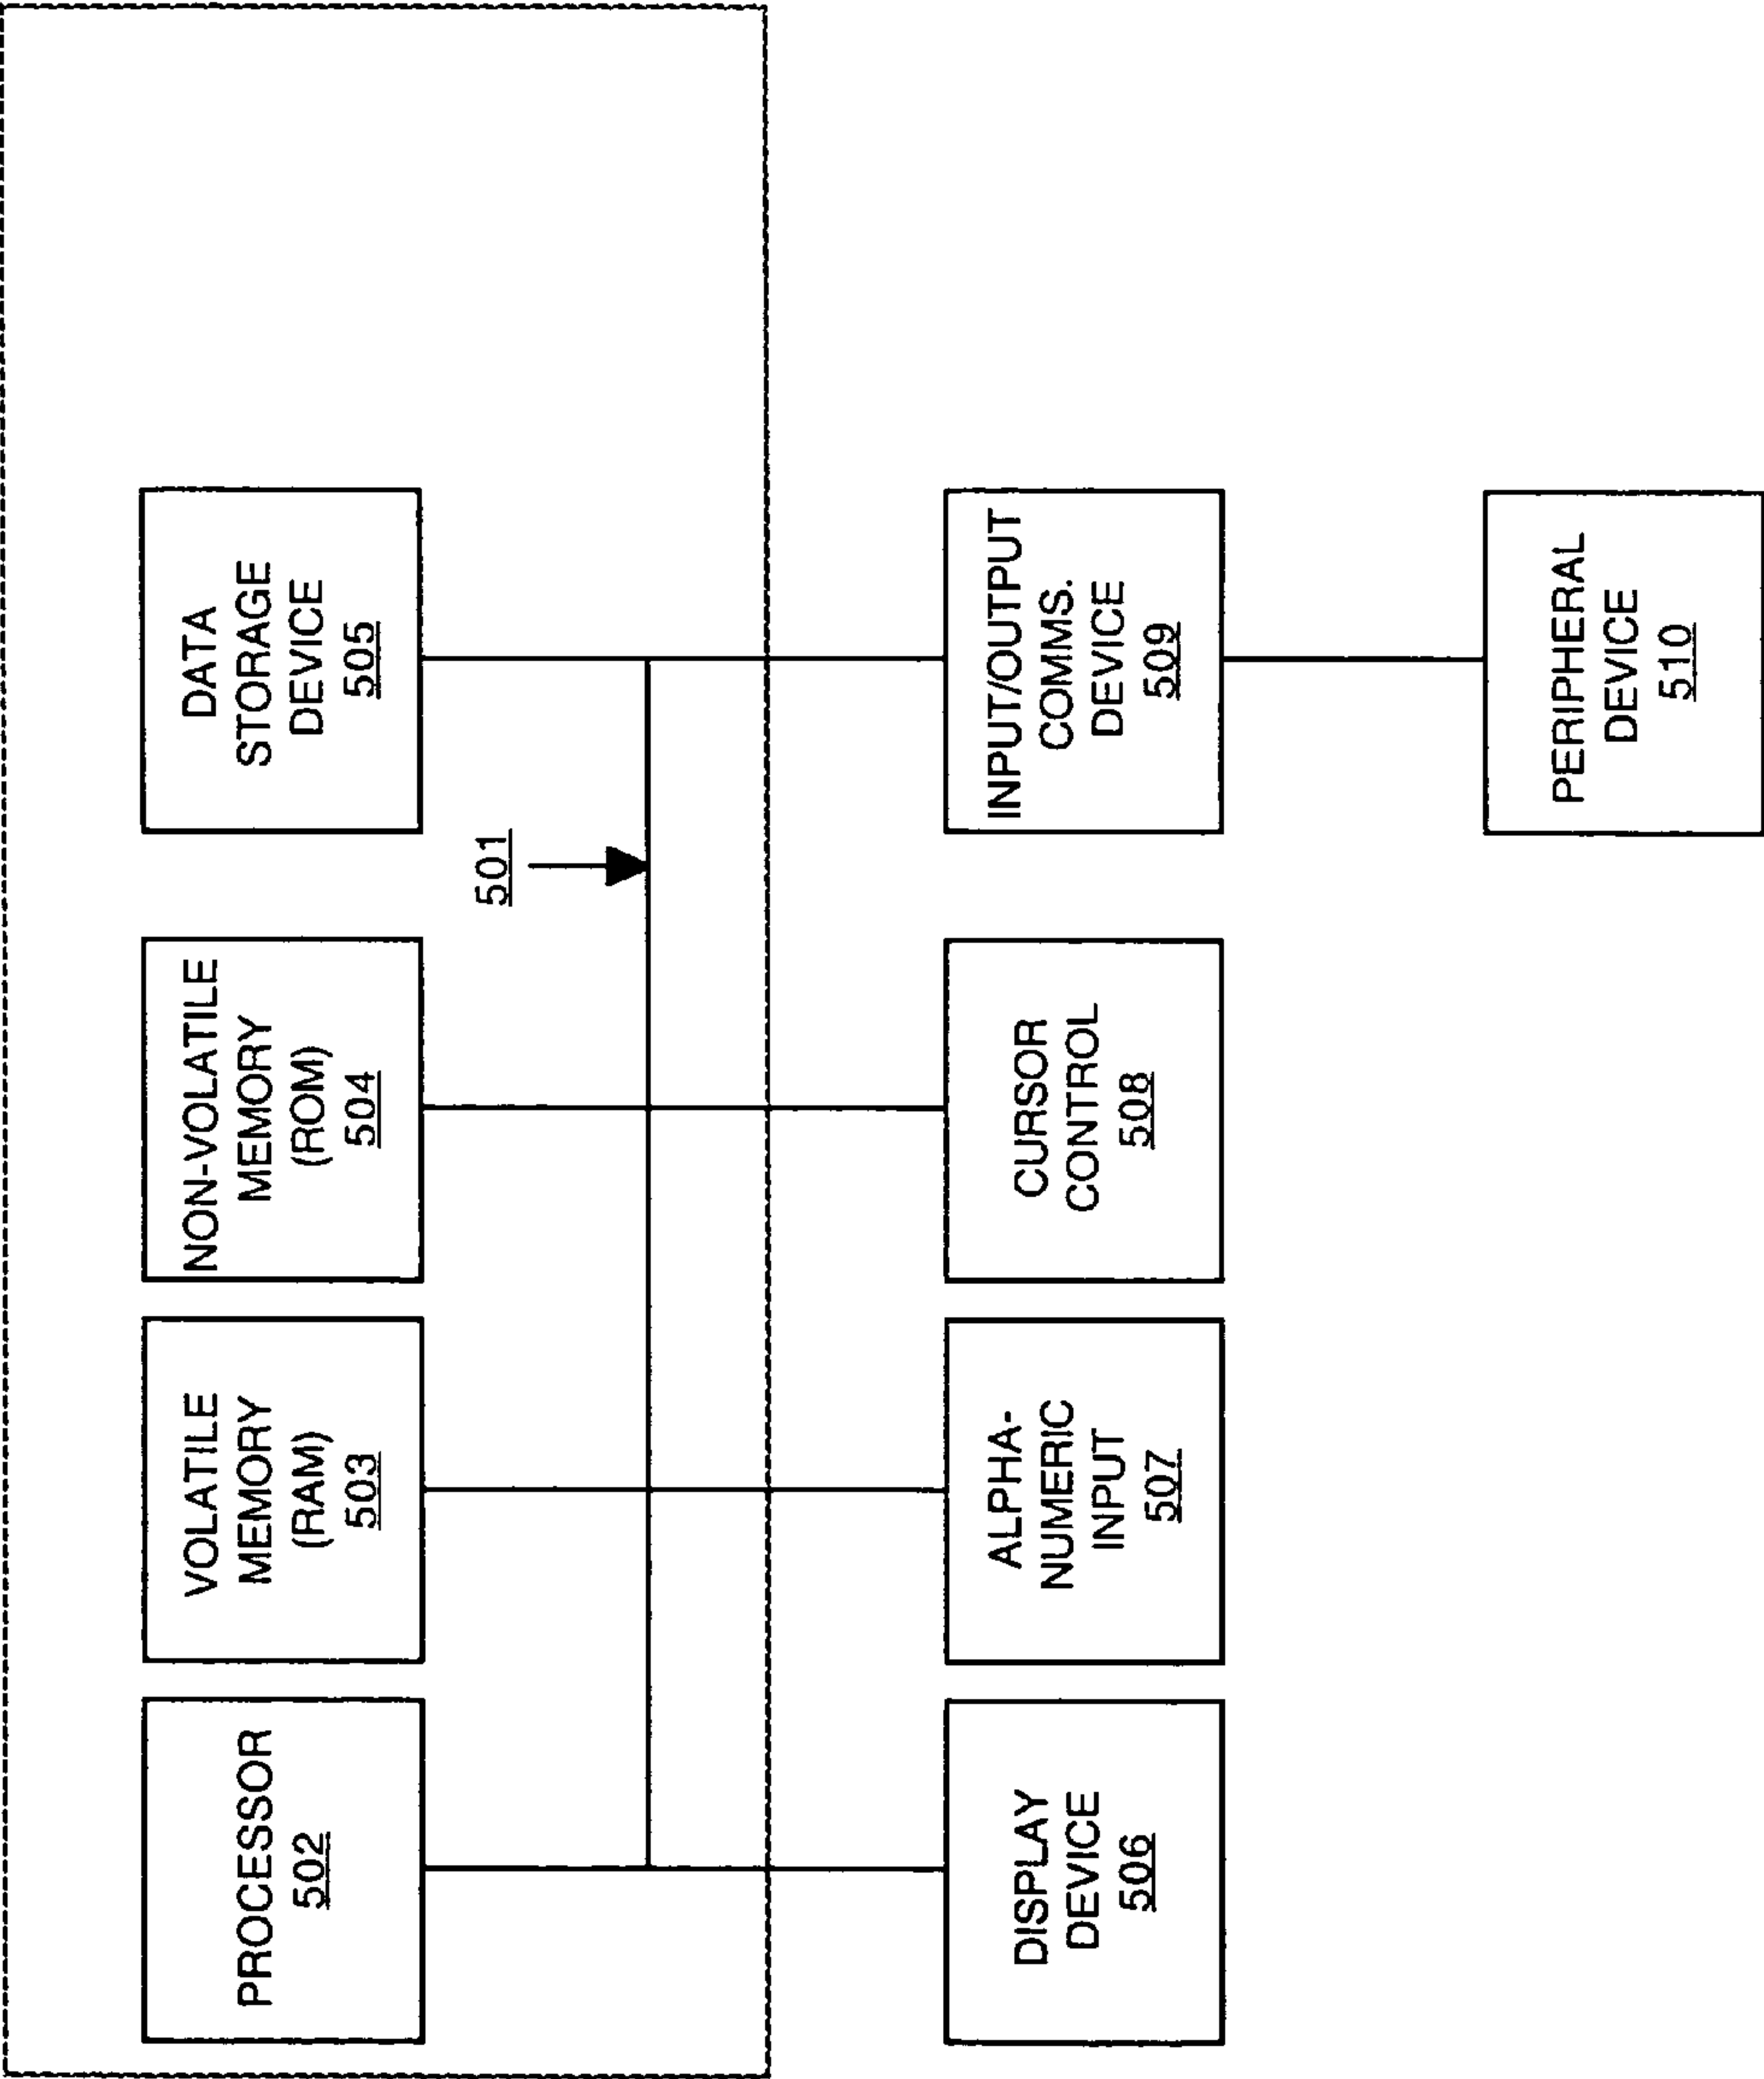 PROCESSOR
502
VOLATILE
MEMORY
(RAM)
503
NON-VOLATILE
MEMORY
(ROM)
504
DATA
STORAGE
DEVICE
505
501
DISPLAY
DEVICE
506
ALPHA-
NUMERIC
INPUT
507
CURSOR
CONTROL
508
INPUT/OUTPUT
COMMS.
DEVICE
509
PERIPHERAL
DEVICE
510